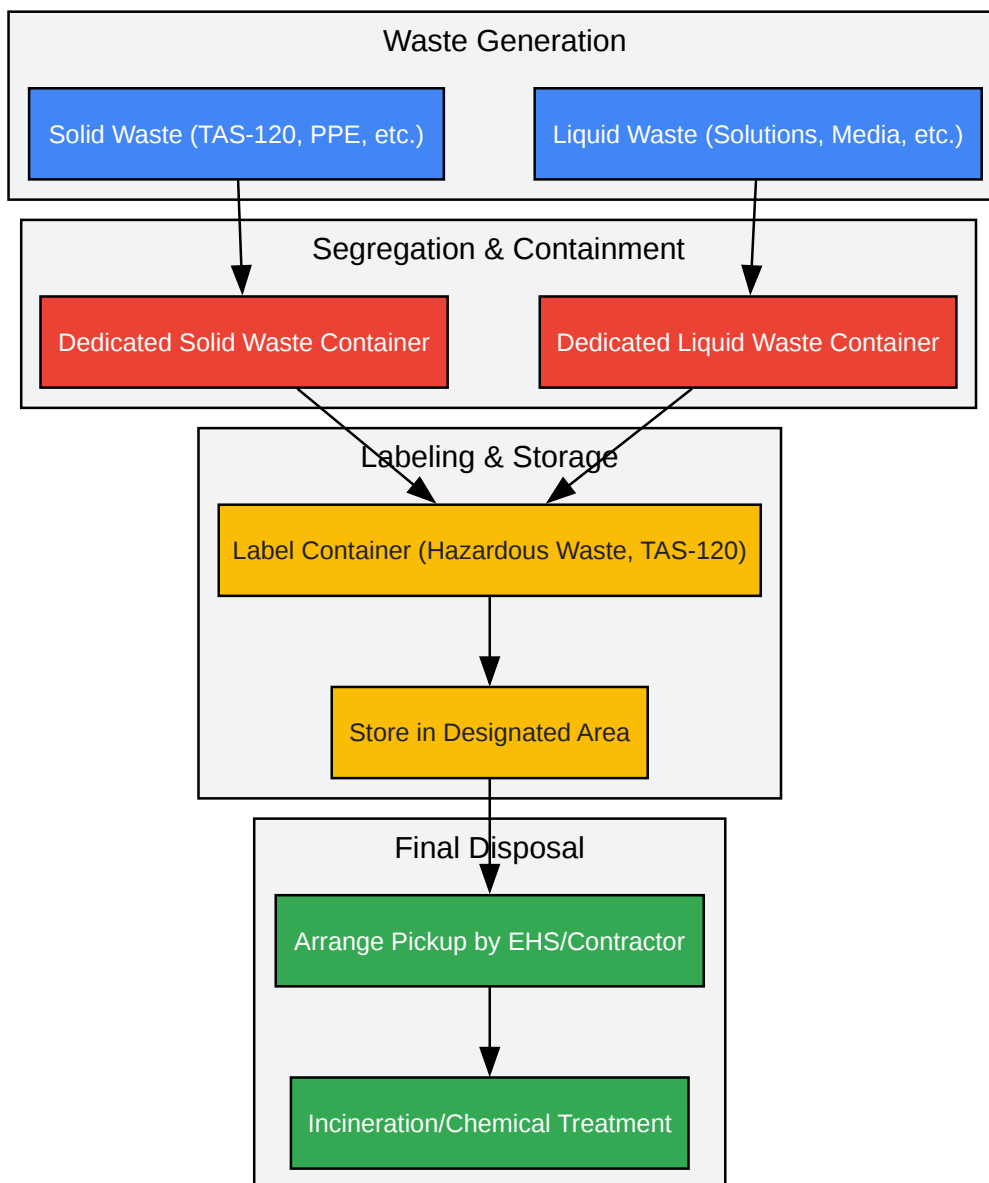 Waste Generation
Solid Waste (TAS-120, PPE, etc.)
Liquid Waste (Solutions, Media, etc.)
Segregation & Containment
Dedicated Solid Waste Container
Dedicated Liquid Waste Container
Labeling & Storage
Label Container (Hazardous Waste, TAS-120)
Store in Designated Area
Final Disposal
Arrange Pickup by EHS/Contractor
Incineration/Chemical Treatment